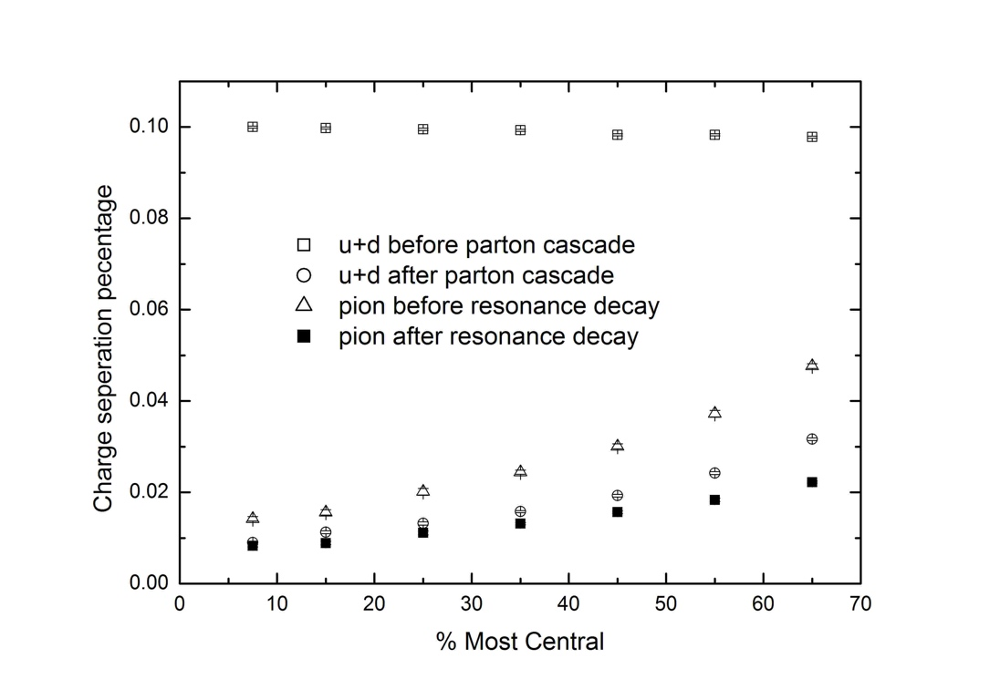 Charge seperation pecentage
0.10
0.08
0.06
0.04
0.02
0.00
u+d before parton cascade
u+d after parton cascade
pion before resonance decay
pion after resonance decay
0 10 20 30 40 50 60 70
% Most Central